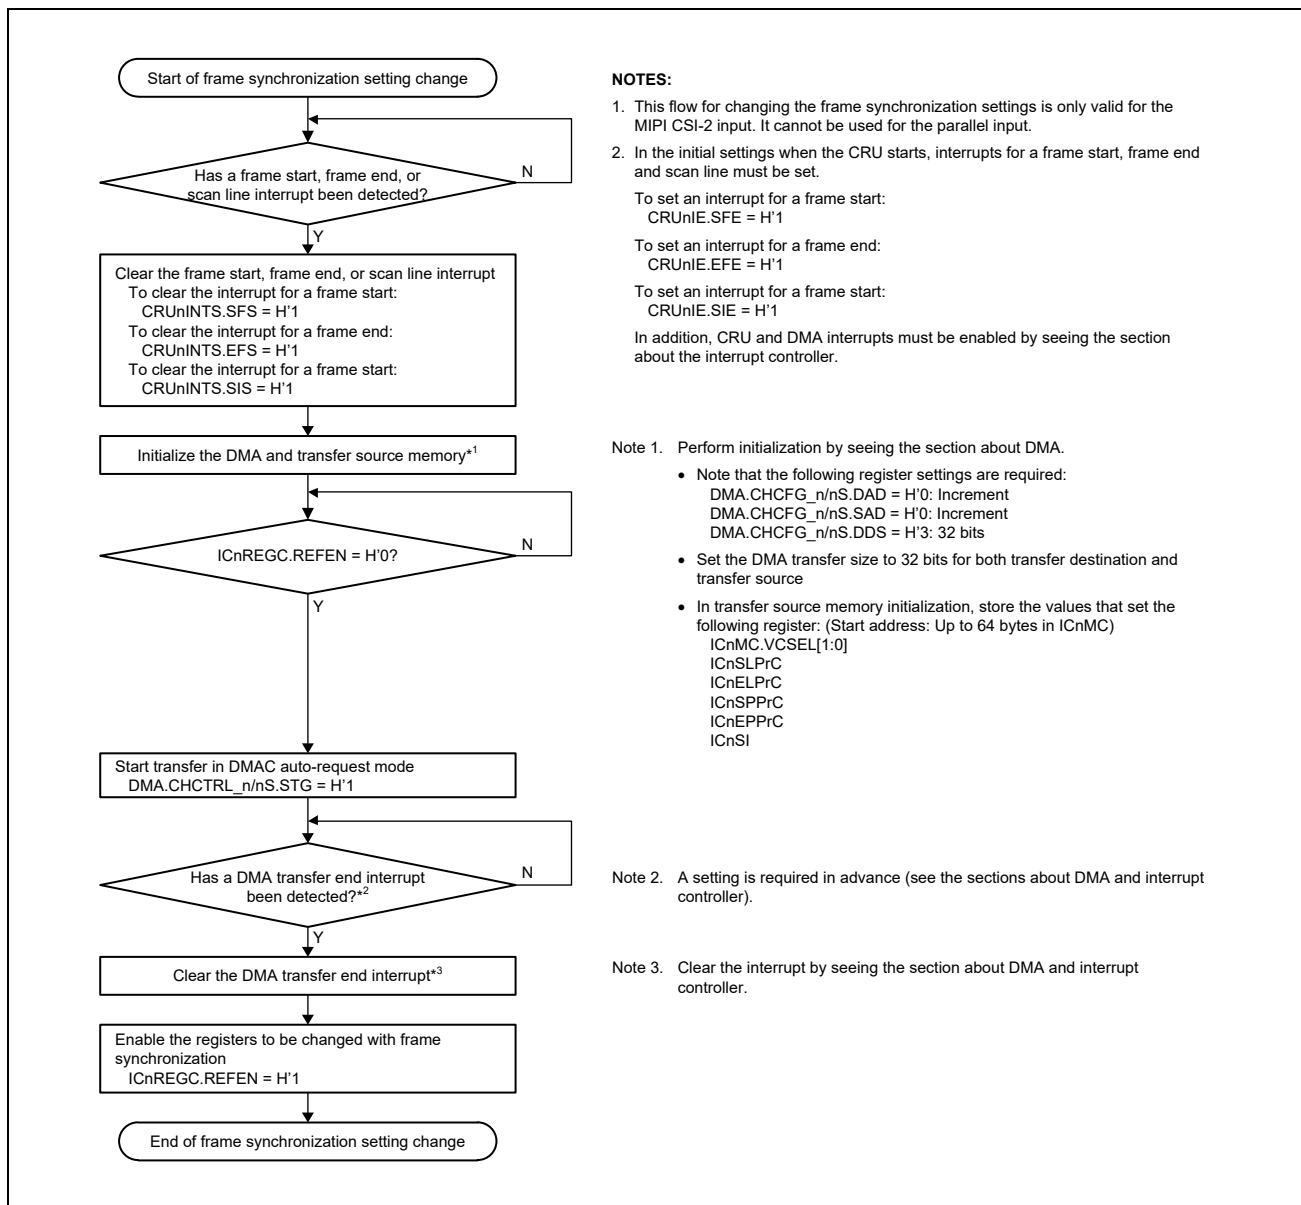 Start of frame synchronization setting change
Has a frame start, frame end, or
scan line interrupt been detected?
N
Y
Clear the frame start, frame end, or scan line interrupt
To clear the interrupt for a frame start:
CRUnINTS.SFS = H'1
To clear the interrupt for a frame end:
CRUnINTS.EFS = H'1
To clear the interrupt for a frame start:
CRUnINTS.SIS = H'1
Initialize the DMA and transfer source memory*1
ICnREGC.REFEN = H'0?
N
Y
Start transfer in DMAC auto-request mode
DMA.CHCTRL_n/nS.STG = H'1
Has a DMA transfer end interrupt
been detected?*2
N
Y
Clear the DMA transfer end interrupt*3
Enable the registers to be changed with frame
synchronization
ICnREGC.REFEN = H'1
End of frame synchronization setting change
NOTES:
1. This flow for changing the frame synchronization settings is only valid for the
MIPI CSI-2 input. It cannot be used for the parallel input.
2. In the initial settings when the CRU starts, interrupts for a frame start, frame end
and scan line must be set.
To set an interrupt for a frame start:
CRUnIE.SFE = H'1
To set an interrupt for a frame end:
CRUnIE.EFE = H'1
To set an interrupt for a frame start:
CRUnIE.SIE = H'1
In addition, CRU and DMA interrupts must be enabled by seeing the section
about the interrupt controller.
Note 1. Perform initialization by seeing the section about DMA.
• Note that the following register settings are required:
DMA.CHCFG_n/nS.DAD = H'0: Increment
DMA.CHCFG_n/nS.SAD = H'0: Increment
DMA.CHCFG_n/nS.DDS = H'3: 32 bits
• Set the DMA transfer size to 32 bits for both transfer destination and
transfer source
• In transfer source memory initialization, store the values that set the
following register: (Start address: Up to 64 bytes in ICnMC)
ICnMC.VCSEL[1:0]
ICnSLPrC
ICnELPrC
ICnSPPrC
ICnEPPrC
ICnSI
Note 2. A setting is required in advance (see the sections about DMA and interrupt
controller).
Note 3. Clear the interrupt by seeing the section about DMA and interrupt
controller.